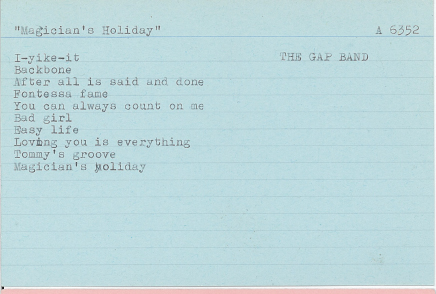 "Magician's Holiday" A 6352
I-yike-it THE GAP BAND
Backbone
After all is said and done
Fontessa fame
You can always count on me
Bad girl
Easy life
Loving you is everything
Tommy's groove
Magician's holiday